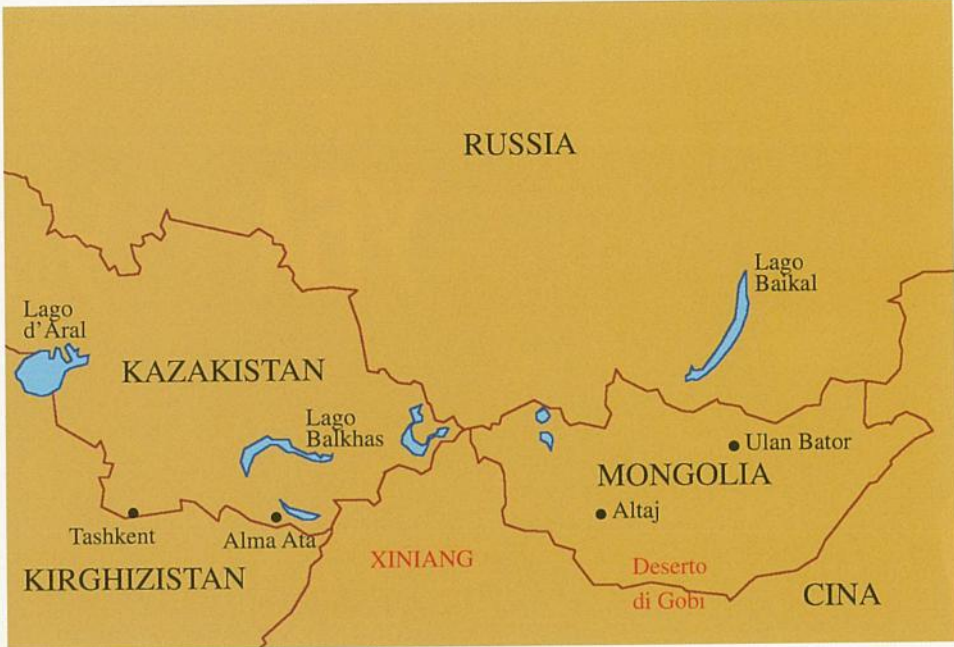 RUSSIA
Lago
Baikal
Lago
d'Aral
KAZAKISTAN
Lago
Balkhas
Ulan Bator
MONGOLIA
Altaj
Tashkent
Alma Ata
XINIANG
KIRGHIZISTAN
Deserto
di Gobi
CINA